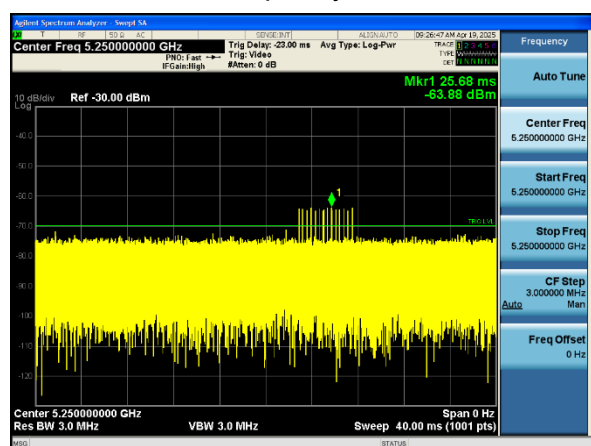 Agilent Spectrum Analyzer - Swept SA
T RF 50 Ω AC SENSE:INT ALIGNAUTO 09:26:47 AM Apr 19, 2025
Center Freq 5.250000000 GHz
PNO: Fast
IFGain:High
Trig Delay: -23.00 ms
Trig: Video
#Atten: 0 dB
Avg Type: Log-Pwr
TRACE 1 2 3 4 5 6
TYPE
DET N N N N N N
Mkr1 25.68 ms
-63.88 dBm
10 dB/div
Log
Ref -30.00 dBm
-40.0
-50.0
-60.0
-70.0
-80.0
-90.0
-100
-110
-120
1
TRIG LVL
Center 5.250000000 GHz
Span 0 Hz
Res BW 3.0 MHz
VBW 3.0 MHz
Sweep 40.00 ms (1001 pts)
MSG
STATUS
Frequency
Auto Tune
Center Freq
5.250000000 GHz
Start Freq
5.250000000 GHz
Stop Freq
5.250000000 GHz
CF Step
3.000000 MHz
Auto Man
Freq Offset
0 Hz